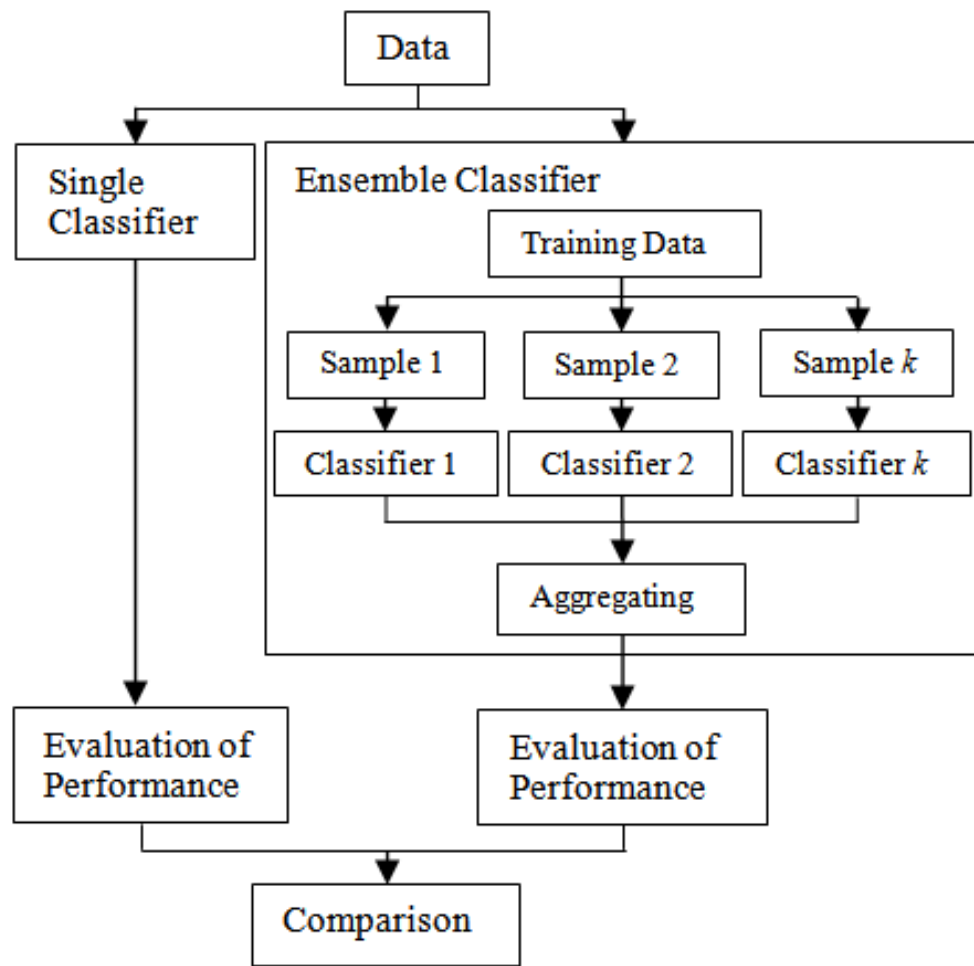 Data
Single
Classifier
Ensemble Classifier
Training Data
Sample 1
Sample 2
Sample k
Classifier 1
Classifier 2
Classifier k
Aggregating
Evaluation of
Performance
Evaluation of
Performance
Comparison